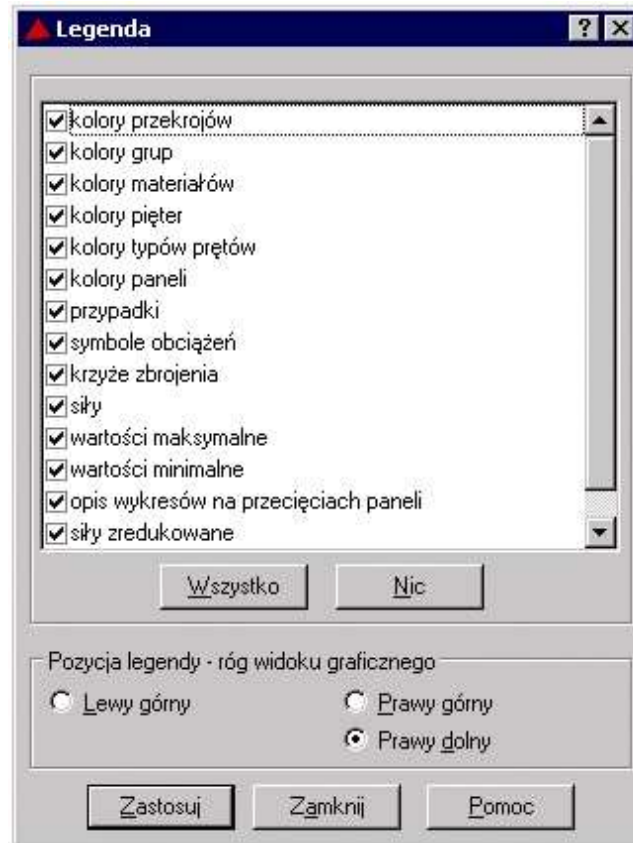 Legenda
kolory przekrojów
kolory grup
kolory materiałów
kolory pięter
kolory typów prętów
kolory paneli
przypadki
symbole obciążeń
krzyże zbrojenia
siły
wartości maksymalne
wartości minimalne
opis wykresów na przecięciach paneli
siły zredukowane
Wszystko Nic
Pozycja legendy - róg widoku graficznego
Lewy górny Prawy górny
Prawy dolny
Zastosuj Zamknij Pomoc